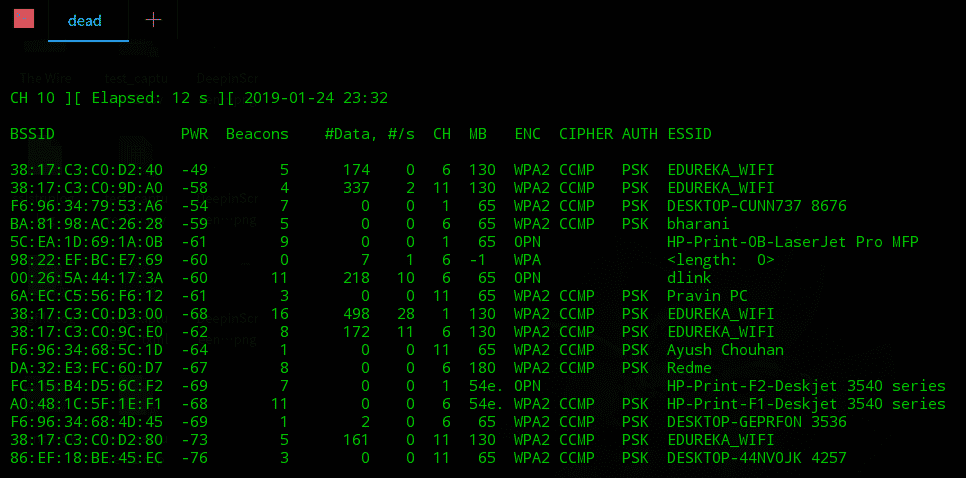 dead
The Wire
test_captu
DeepinScr
CH 10 ][ Elapsed: 12 s ][ 2019-01-24 23:32
BSSID PWR Beacons #Data, #/s CH MB ENC CIPHER AUTH ESSID
38:17:C3:C0:D2:40 -49 5 174 0 6 130 WPA2 CCMP PSK EDUREKA_WIFI
38:17:C3:C0:9D:A0 -58 4 337 2 11 130 WPA2 CCMP PSK EDUREKA_WIFI
F6:96:34:79:53:A6 -54 7 0 0 1 65 WPA2 CCMP PSK DESKTOP-CUNN737 8676
BA:81:98:AC:26:28 -59 5 0 0 6 65 WPA2 CCMP PSK bharani
5C:EA:1D:69:1A:0B -61 9 0 0 1 65 OPN HP-Print-0B-LaserJet Pro MFP
98:22:EF:BC:E7:69 -60 0 7 1 6 -1 WPA <length: 0>
00:26:5A:44:17:3A -60 11 218 10 6 65 OPN dlink
6A:EC:C5:56:F6:12 -61 3 0 0 11 65 WPA2 CCMP PSK Pravin PC
38:17:C3:C0:D3:00 -68 16 498 28 1 130 WPA2 CCMP PSK EDUREKA_WIFI
38:17:C3:C0:9C:E0 -62 8 172 11 6 130 WPA2 CCMP PSK EDUREKA_WIFI
F6:96:34:68:5C:1D -64 1 0 0 11 65 WPA2 CCMP PSK Ayush Chouhan
DA:32:E3:FC:60:D7 -67 8 0 0 6 180 WPA2 CCMP PSK Redme
FC:15:B4:D5:6C:F2 -69 7 0 0 1 54e. OPN HP-Print-F2-Deskjet 3540 series
A0:48:1C:5F:1E:F1 -68 11 0 0 6 54e. WPA2 CCMP PSK HP-Print-F1-Deskjet 3540 series
F6:96:34:68:4D:45 -69 1 2 0 6 65 WPA2 CCMP PSK DESKTOP-GEPRFON 3536
38:17:C3:C0:D2:80 -73 5 161 0 11 130 WPA2 CCMP PSK EDUREKA_WIFI
86:EF:18:BE:45:EC -76 3 0 0 11 65 WPA2 CCMP PSK DESKTOP-44NVOJK 4257